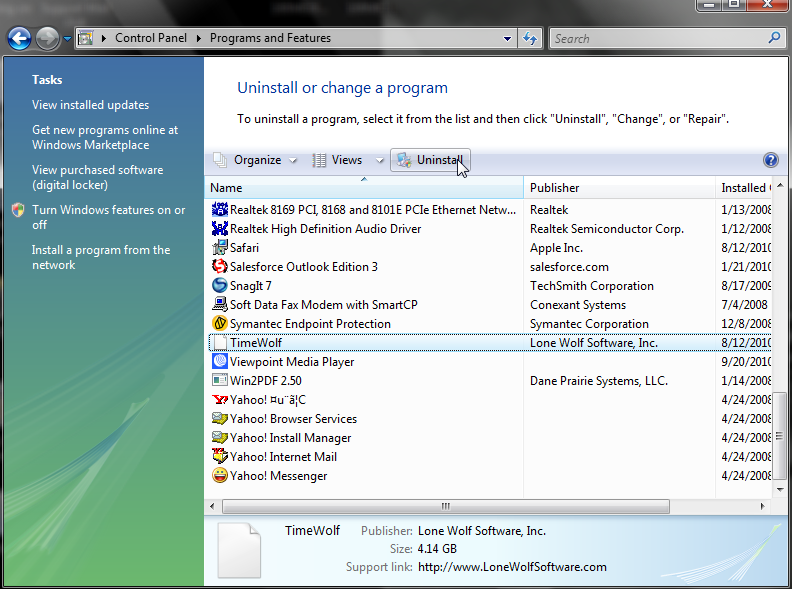 Control Panel Programs and Features Search
Tasks
View installed updates
Get new programs online at
Windows Marketplace
View purchased software
(digital locker)
Turn Windows features on or
off
Install a program from the
network
Uninstall or change a program
To uninstall a program, select it from the list and then click "Uninstall", "Change", or "Repair".
Organize Views Uninstall
Name Publisher Installed
Realtek 8169 PCI, 8168 and 8101E PCIe Ethernet Netw... Realtek 1/13/2008
Realtek High Definition Audio Driver Realtek Semiconductor Corp. 1/12/2008
Safari Apple Inc. 8/12/2010
Salesforce Outlook Edition 3 salesforce.com 1/21/2010
SnagIt 7 TechSmith Corporation 8/17/2009
Soft Data Fax Modem with SmartCP Conexant Systems 7/4/2008
Symantec Endpoint Protection Symantec Corporation 12/8/2008
TimeWolf Lone Wolf Software, Inc. 8/12/2010
Viewpoint Media Player 9/20/2010
Win2PDF 2.50 Dane Prairie Systems, LLC. 1/14/2008
Yahoo! ¤u¨ã¦C 4/24/2008
Yahoo! Browser Services 4/24/2008
Yahoo! Install Manager 4/24/2008
Yahoo! Internet Mail 4/24/2008
Yahoo! Messenger 4/24/2008
TimeWolf Publisher: Lone Wolf Software, Inc.
Size: 4.14 GB
Support link: http://www.LoneWolfSoftware.com